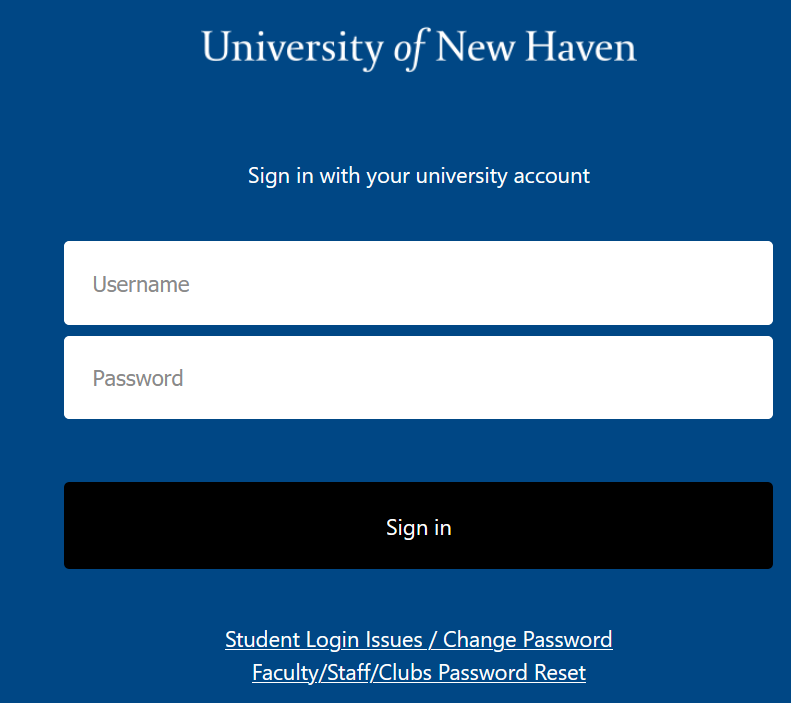 University of New Haven
Sign in with your university account
Username
Password
Sign in
Student Login Issues / Change Password
Faculty/Staff/Clubs Password Reset